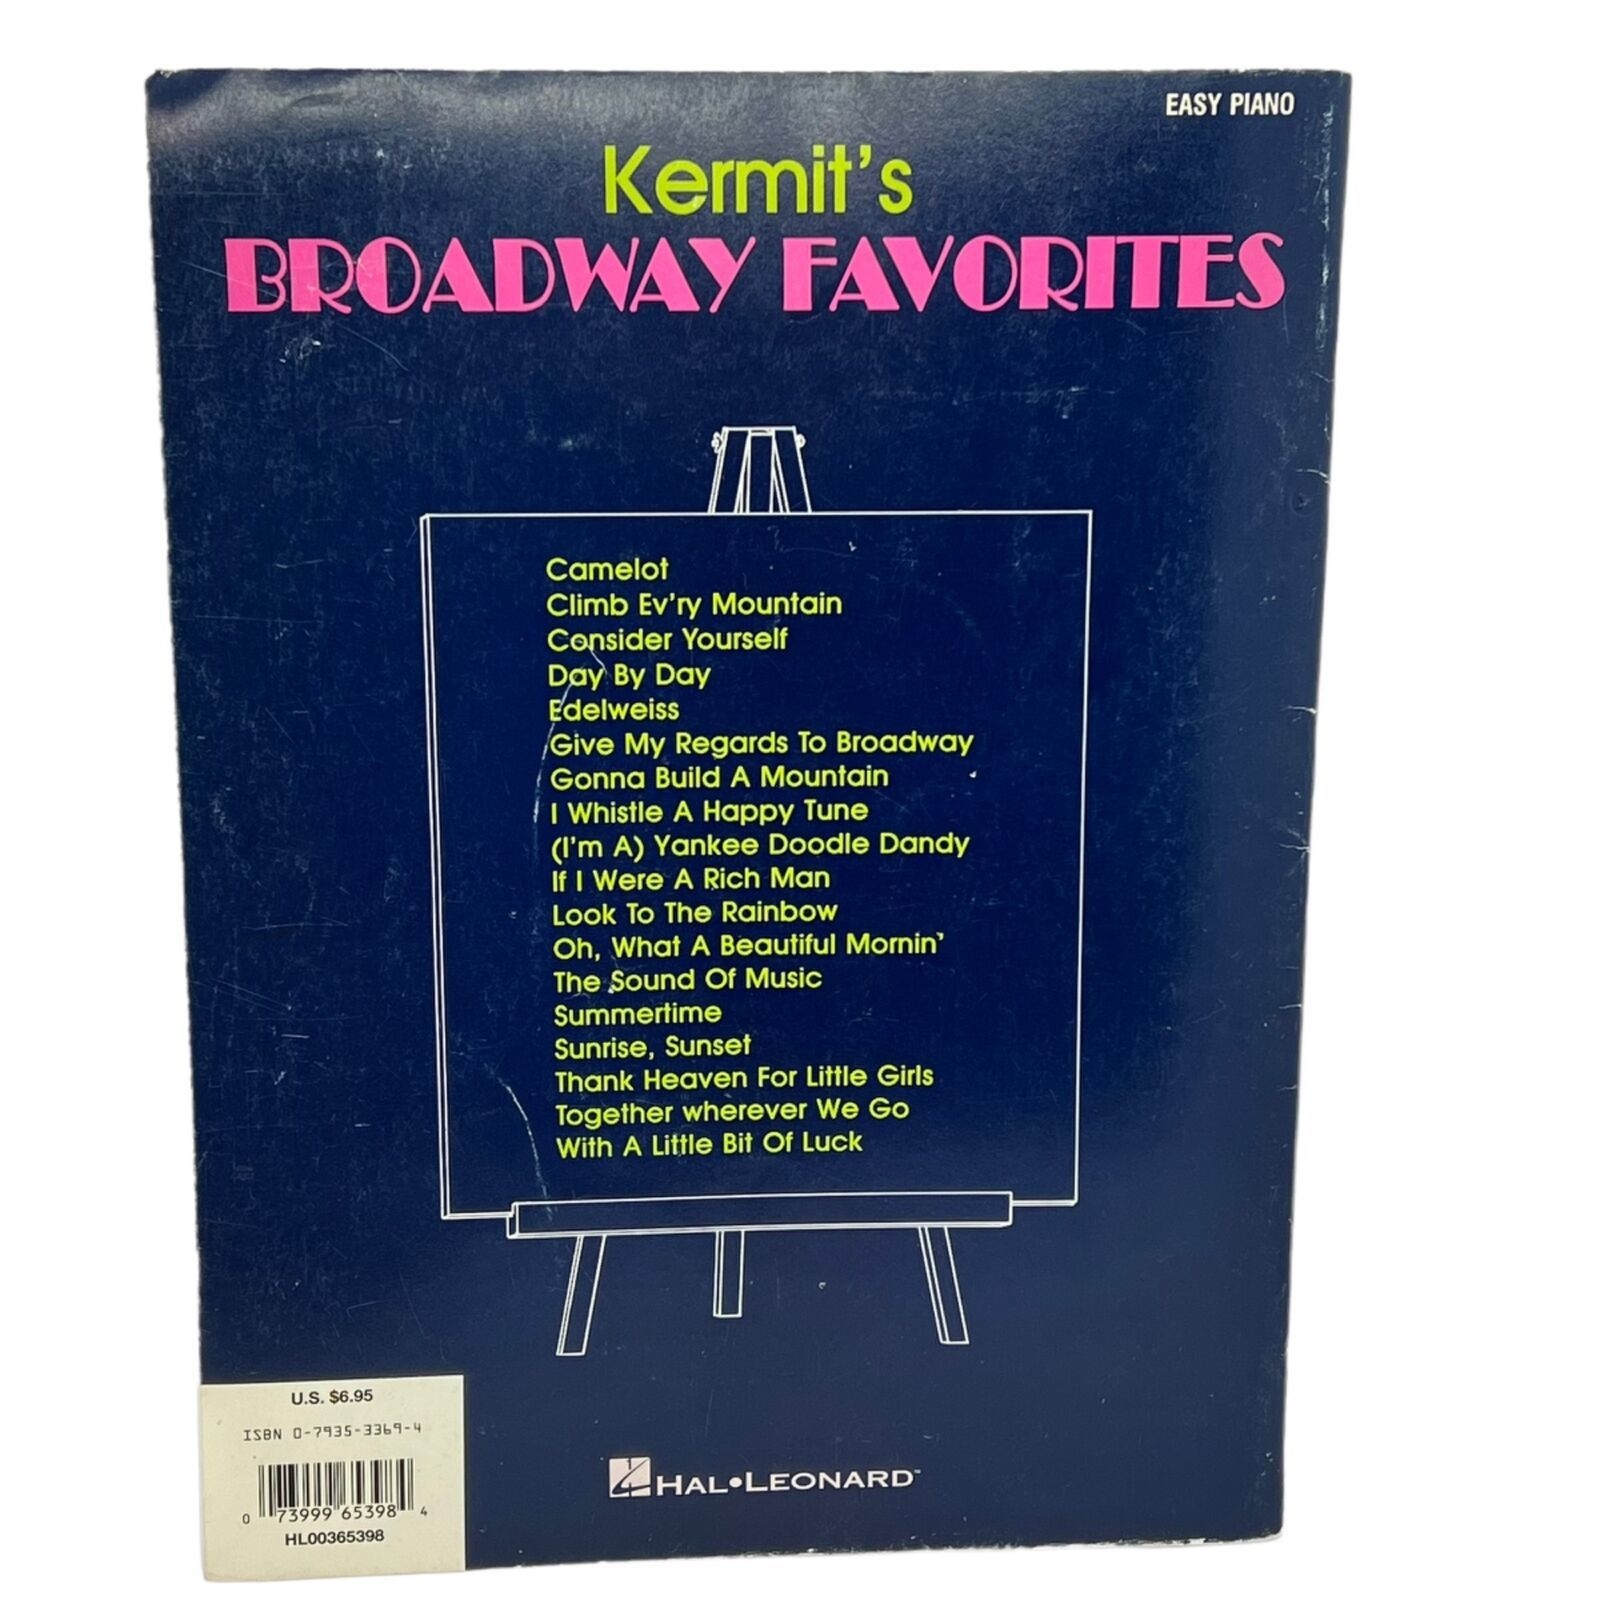 EASY PIANO
Kermit's
BROADWAY FAVORITES
Camelot
Climb Ev'ry Mountain
Consider Yourself
Day By Day
Edelweiss
Give My Regards To Broadway
Gonna Build A Mountain
I Whistle A Happy Tune
(I'm A) Yankee Doodle Dandy
If I Were A Rich Man
Look To The Rainbow
Oh, What A Beautiful Mornin'
The Sound Of Music
Summertime
Sunrise, Sunset
Thank Heaven For Little Girls
Together wherever We Go
With A Little Bit Of Luck
U.S. $6.95
ISBN 0-7935-3369-4
0 73999 65398 4
HL00365398
HAL•LEONARD™